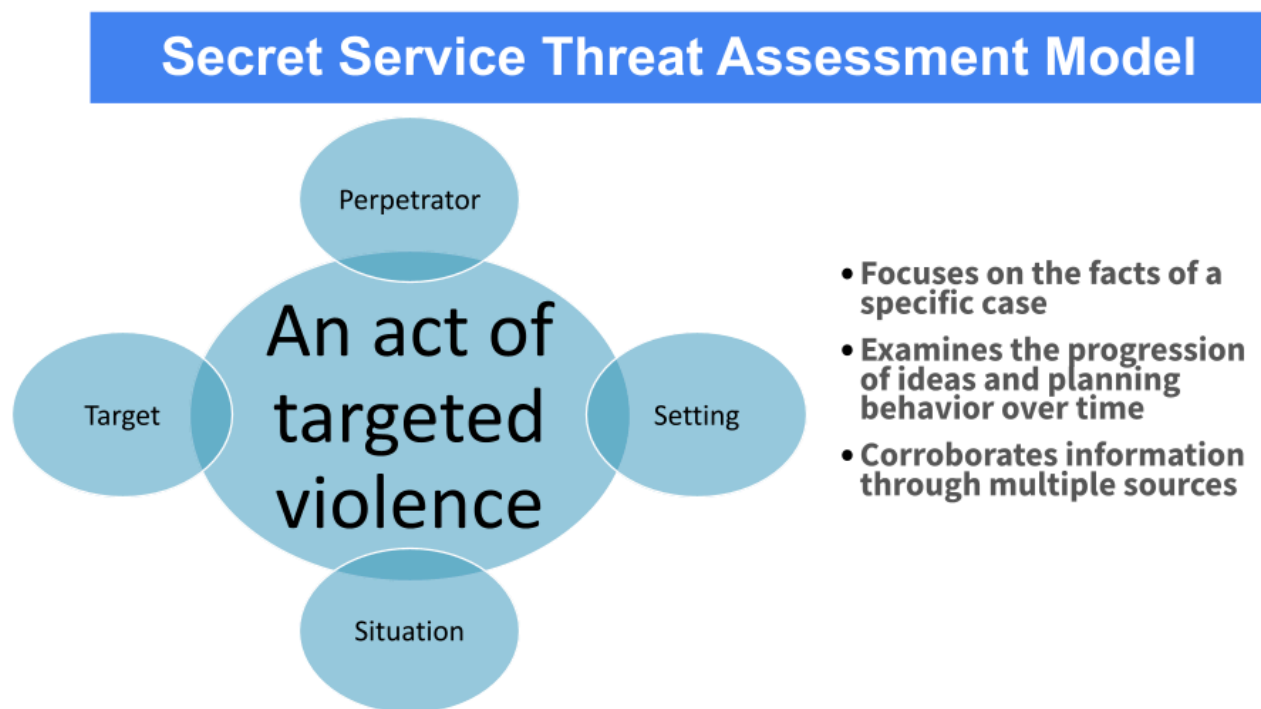 Secret Service Threat Assessment Model
Perpetrator
An act of
targeted
violence
Target
Setting
Situation
• Focuses on the facts of a
specific case
• Examines the progression
of ideas and planning
behavior over time
• Corroborates information
through multiple sources